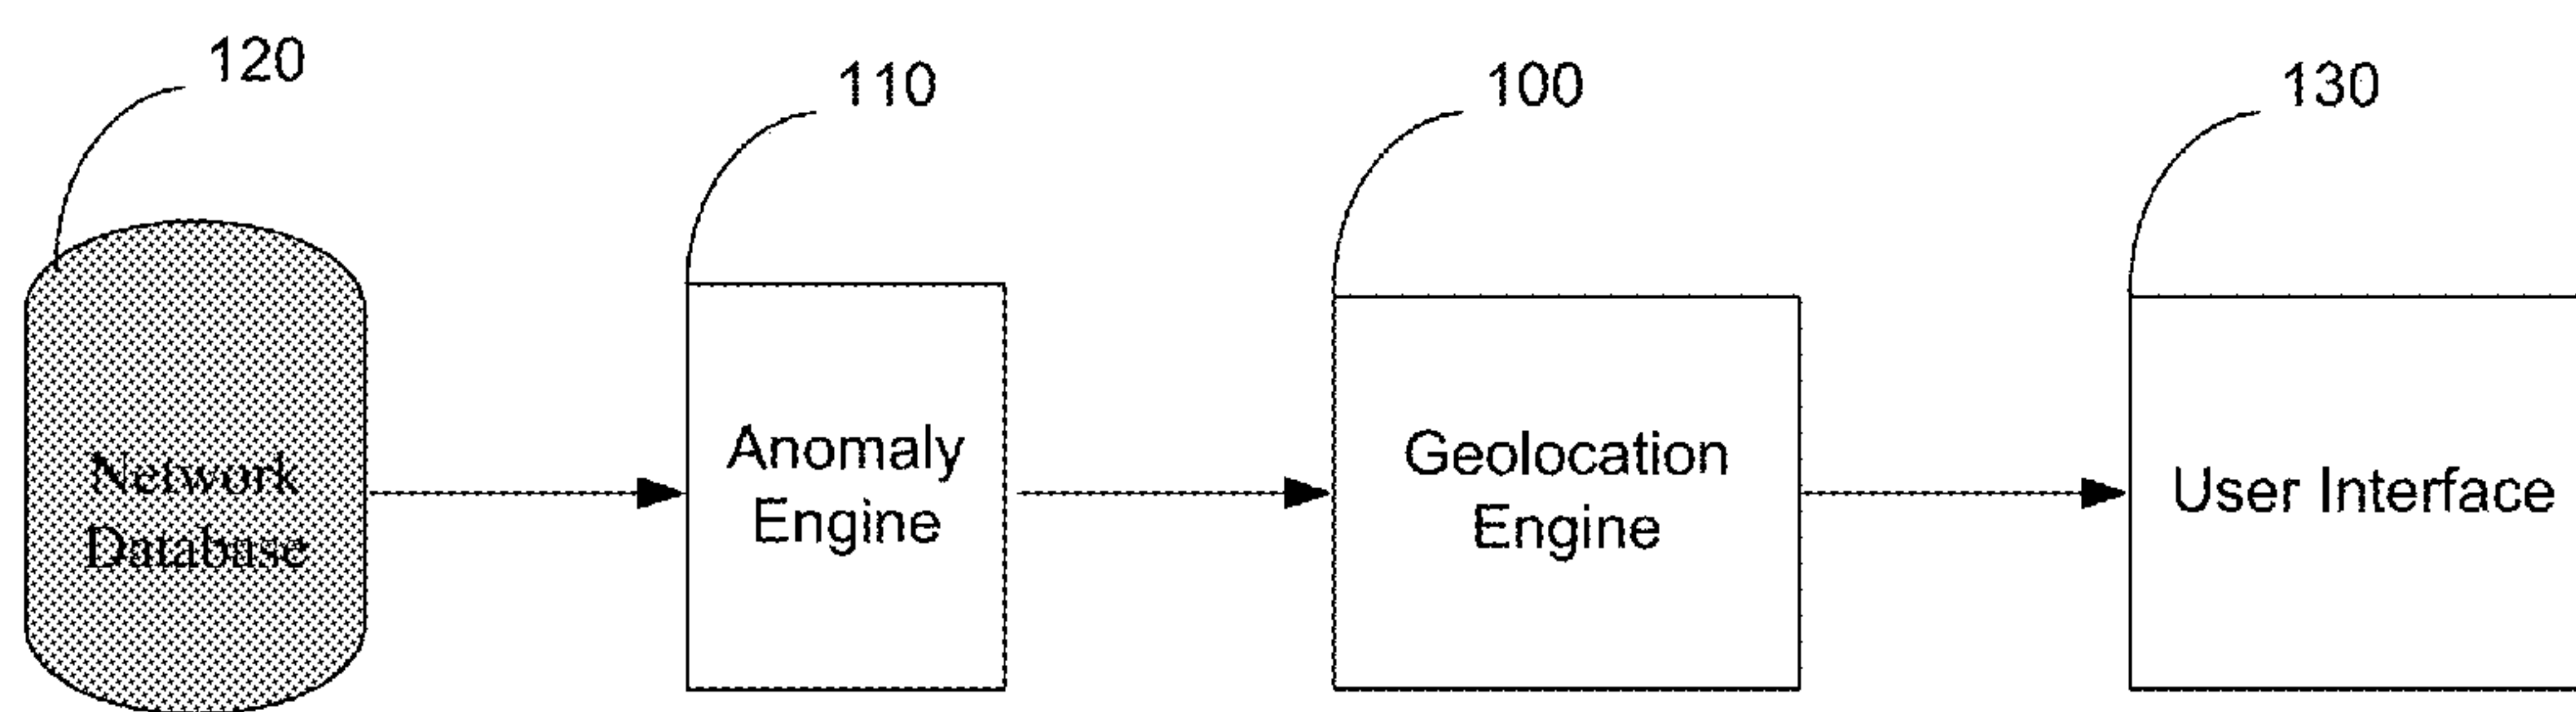 120
110
100
130
Network
Database
Anomaly
Engine
Geolocation
Engine
User Interface